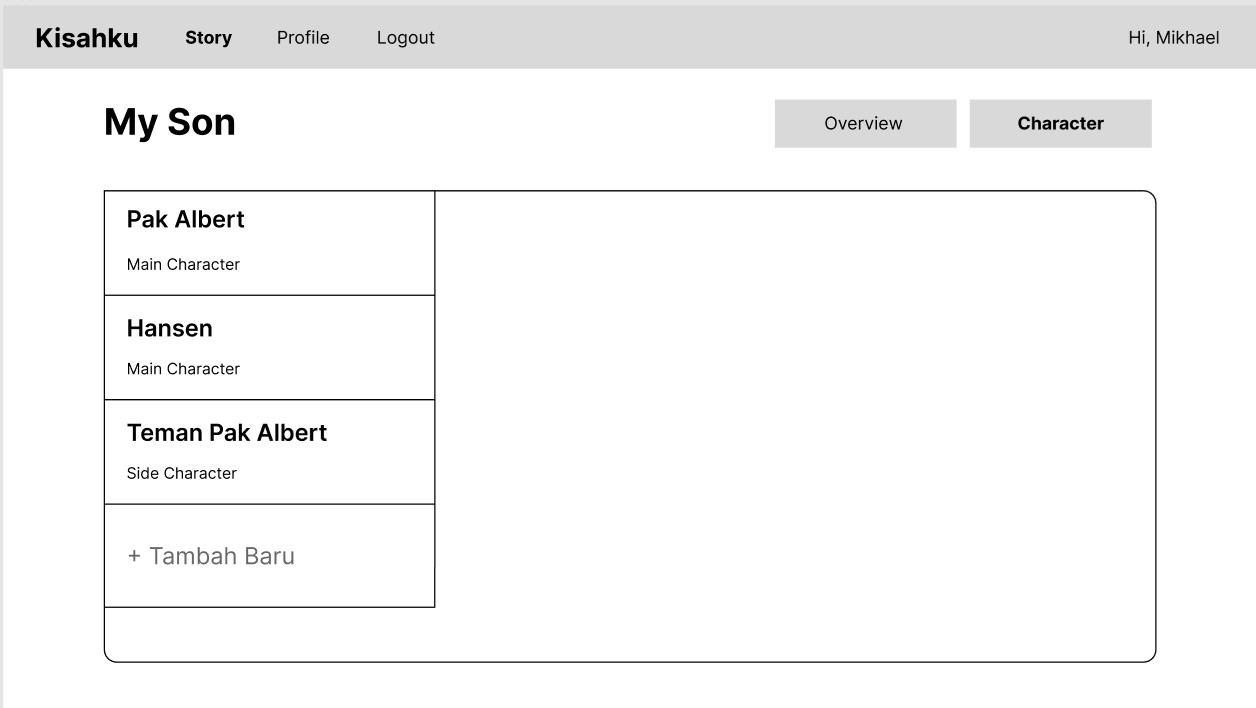 Kisahku Story Profile Logout Hi, Mikhael
My Son Overview Character
Pak Albert
Main Character
Hansen
Main Character
Teman Pak Albert
Side Character
+ Tambah Baru